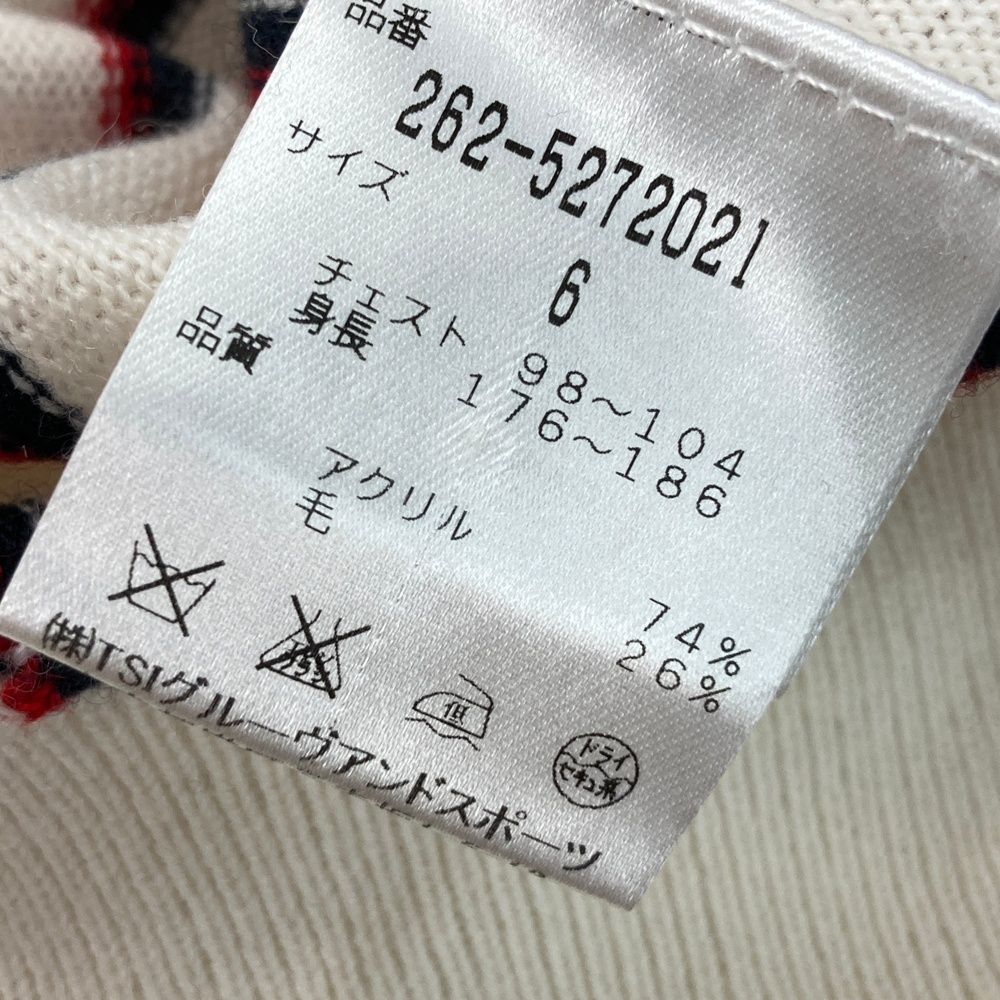 品番
262-5272021
サイズ
6
チェスト 98～104
身長 176～186
品質
アクリル 74%
毛 26%
低
ドライ
セキユ系
(株)TSIグルーヴアンドスポーツ